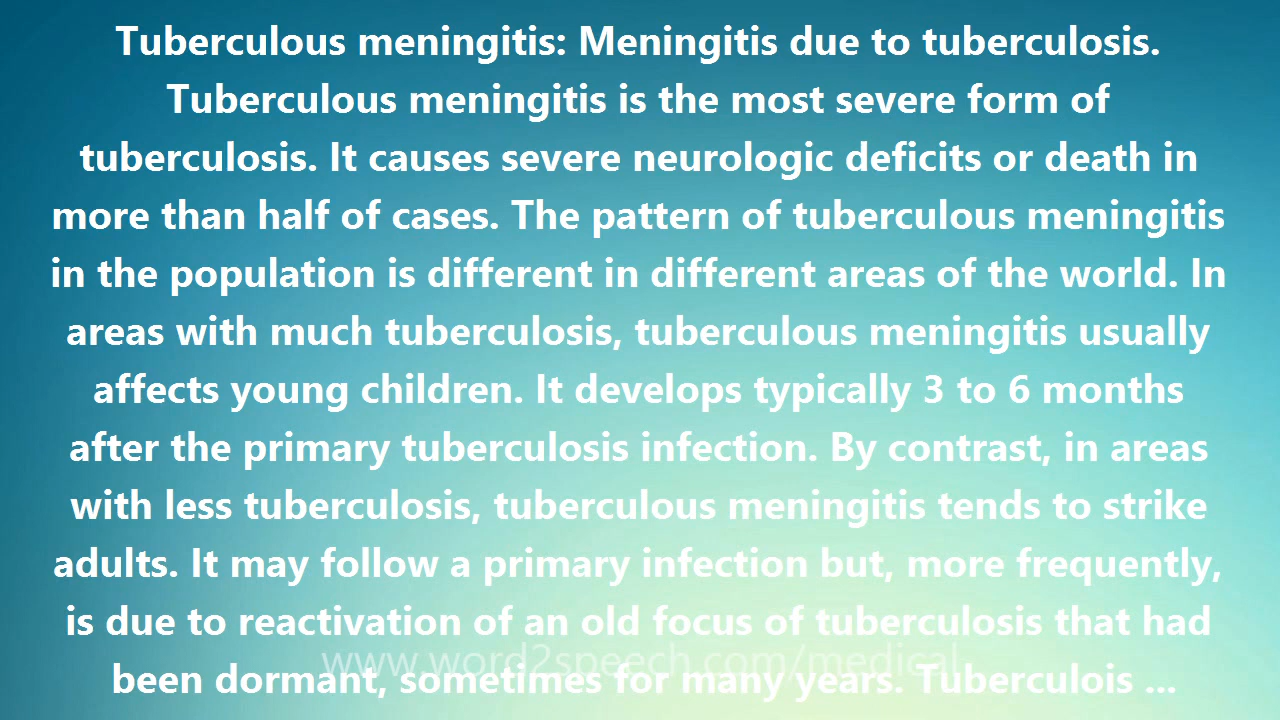 Tuberculous meningitis: Meningitis due to tuberculosis.
Tuberculous meningitis is the most severe form of
tuberculosis. It causes severe neurologic deficits or death in
more than half of cases. The pattern of tuberculous meningitis
in the population is different in different areas of the world. In
areas with much tuberculosis, tuberculous meningitis usually
affects young children. It develops typically 3 to 6 months
after the primary tuberculosis infection. By contrast, in areas
with less tuberculosis, tuberculous meningitis tends to strike
adults. It may follow a primary infection but, more frequently,
is due to reactivation of an old focus of tuberculosis that had
www.word2speech.com/medical
been dormant, sometimes for many years. Tuberculois ...